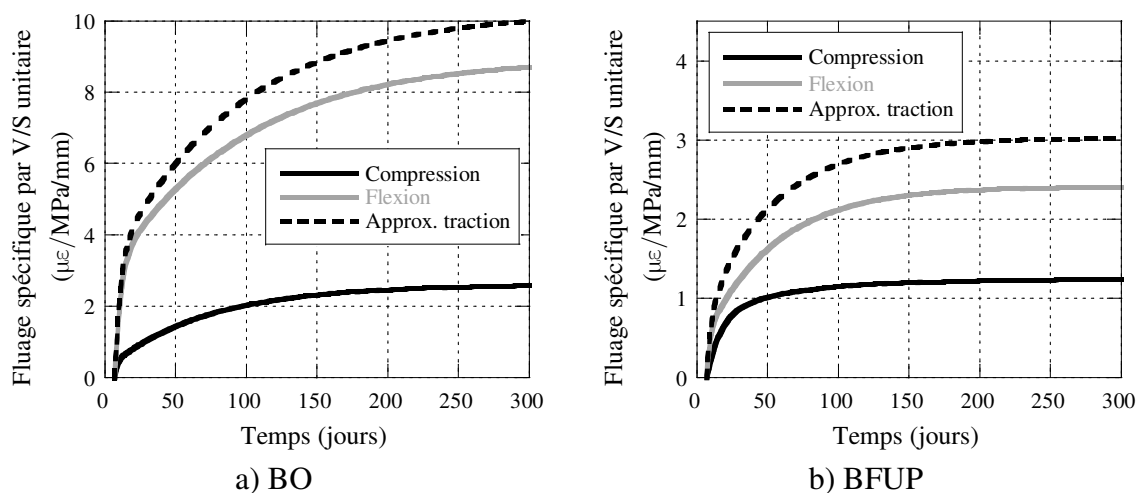 Fluage spécifique par V/S unitaire
(με/MPa/mm)
10
8
6
4
2
0
Compression
Flexion
Approx. traction
0 50 100 150 200 250 300
Temps (jours)
a) BO
Fluage spécifique par V/S unitaire
(με/MPa/mm)
4
3
2
1
0
Compression
Flexion
Approx. traction
0 50 100 150 200 250 300
Temps (jours)
b) BFUP